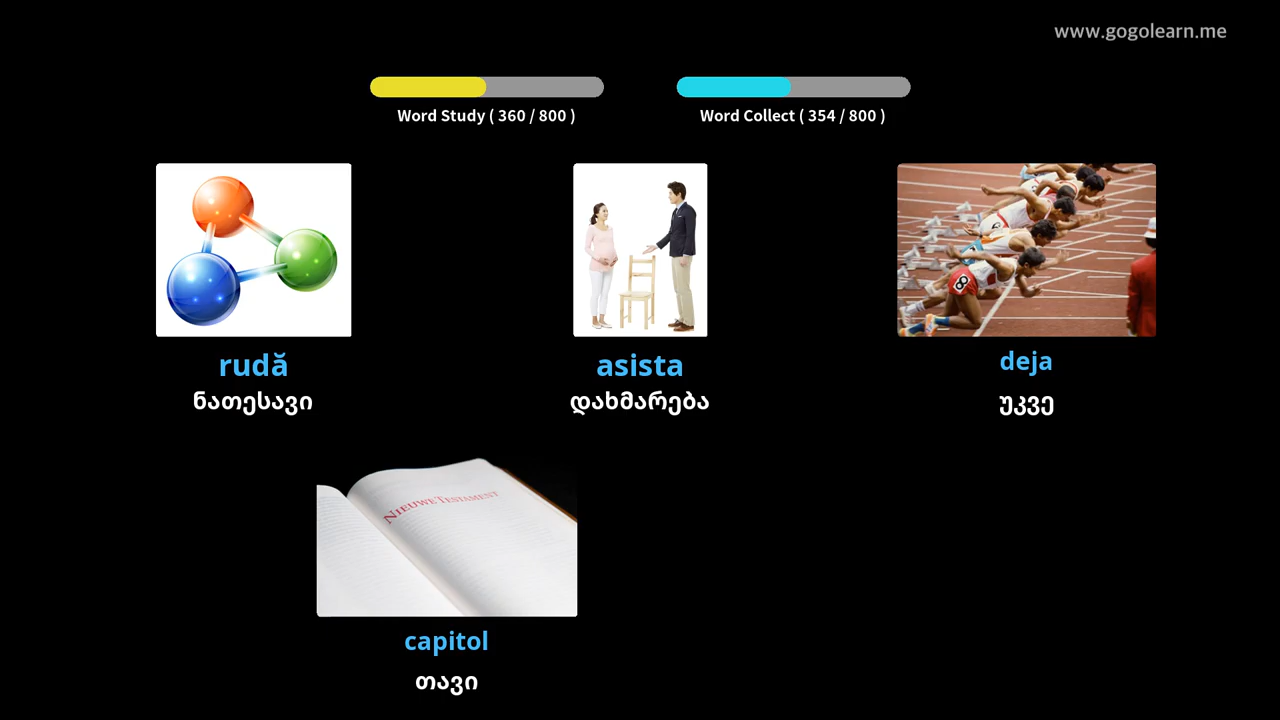 www.gogolearn.me
Word Study ( 360 / 800 )
Word Collect ( 354 / 800 )
rudă
ნათესავი
asista
დახმარება
8
deja
უკვე
NIEUWE TESTAMENT
capitol
თავი